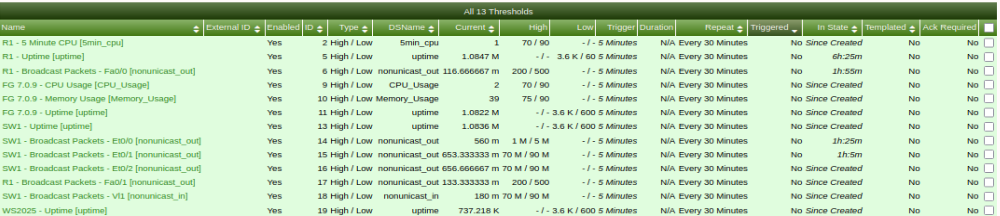 All 13 Thresholds
Name External ID Enabled ID Type DSName Current High Low Trigger Duration Repeat Triggered In State Templated Ack Required
R1 - 5 Minute CPU [5min_cpu] Yes 2 High / Low 5min_cpu 1 70 / 90 - / - 5 Minutes N/A Every 30 Minutes No Since Created No No
R1 - Uptime [uptime] Yes 5 High / Low uptime 1.0847 M - / - 3.6 K / 60 5 Minutes N/A Every 30 Minutes No 6h:25m No No
R1 - Broadcast Packets - Fa0/0 [nonunicast_out] Yes 6 High / Low nonunicast_out 116.666667 m 200 / 500 - / - 5 Minutes N/A Every 30 Minutes No 1h:55m No No
FG 7.0.9 - CPU Usage [CPU_Usage] Yes 9 High / Low CPU_Usage 2 70 / 90 - / - 5 Minutes N/A Every 30 Minutes No Since Created No No
FG 7.0.9 - Memory Usage [Memory_Usage] Yes 10 High / Low Memory_Usage 39 75 / 90 - / - 5 Minutes N/A Every 30 Minutes No Since Created No No
FG 7.0.9 - Uptime [uptime] Yes 11 High / Low uptime 1.0822 M - / - 3.6 K / 600 5 Minutes N/A Every 30 Minutes No Since Created No No
SW1 - Uptime [uptime] Yes 13 High / Low uptime 1.0836 M - / - 3.6 K / 600 5 Minutes N/A Every 30 Minutes No Since Created No No
SW1 - Broadcast Packets - Et0/0 [nonunicast_out] Yes 14 High / Low nonunicast_out 560 m 1 M / 5 M - / - 5 Minutes N/A Every 30 Minutes No 1h:25m No No
SW1 - Broadcast Packets - Et0/1 [nonunicast_out] Yes 15 High / Low nonunicast_out 653.333333 m 70 M / 90 M - / - 5 Minutes N/A Every 30 Minutes No 1h:5m No No
SW1 - Broadcast Packets - Et0/2 [nonunicast_out] Yes 16 High / Low nonunicast_out 656.666667 m 70 M / 90 M - / - 5 Minutes N/A Every 30 Minutes No Since Created No No
R1 - Broadcast Packets - Fa0/1 [nonunicast_out] Yes 17 High / Low nonunicast_out 133.333333 m 200 / 500 - / - 5 Minutes N/A Every 30 Minutes No Since Created No No
SW1 - Broadcast Packets - Vl1 [nonunicast_in] Yes 18 High / Low nonunicast_in 180 m 70 M / 90 M - / - 5 Minutes N/A Every 30 Minutes No Since Created No No
WS2025 - Uptime [uptime] Yes 19 High / Low uptime 737.218 K - / - 3.6 K / 600 5 Minutes N/A Every 30 Minutes No Since Created No No